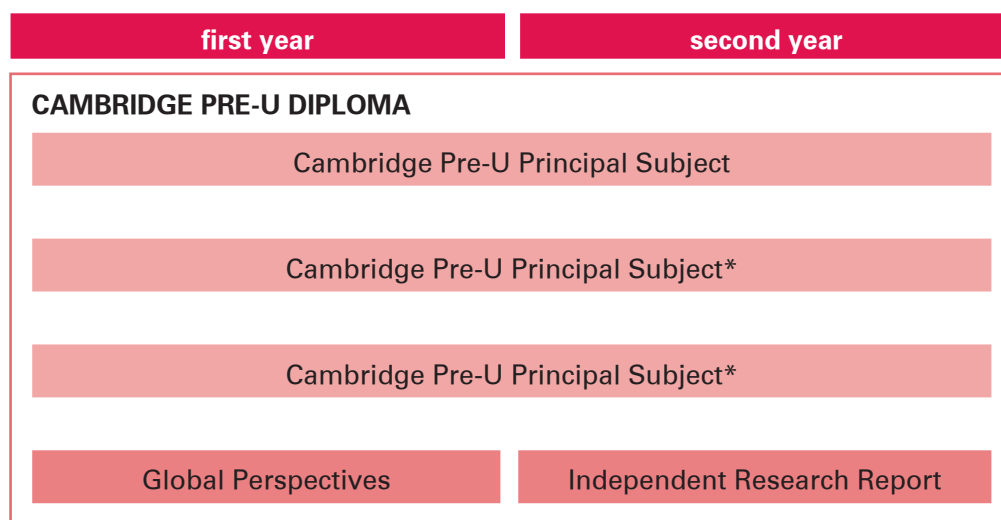 first year second year
CAMBRIDGE PRE-U DIPLOMA
Cambridge Pre-U Principal Subject
Cambridge Pre-U Principal Subject*
Cambridge Pre-U Principal Subject*
Global Perspectives Independent Research Report